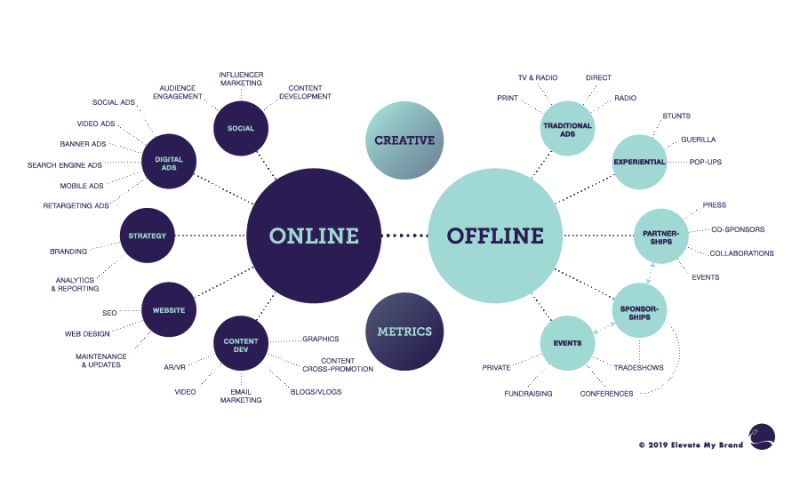 INFLUENCER
MARKETING
AUDIENCE
ENGAGEMENT
CONTENT
DEVELOPMENT
SOCIAL
SOCIAL ADS
VIDEO ADS
BANNER ADS
SEARCH ENGINE ADS
MOBILE ADS
RETARGETING ADS
DIGITAL
ADS
STRATEGY
BRANDING
ANALYTICS
& REPORTING
WEBSITE
SEO
WEB DESIGN
MAINTENANCE
& UPDATES
CONTENT
DEV
GRAPHICS
CONTENT
CROSS-PROMOTION
AR/VR
VIDEO
EMAIL
MARKETING
BLOGS/VLOGS
ONLINE
CREATIVE
METRICS
OFFLINE
TV & RADIO
DIRECT
PRINT
RADIO
TRADITIONAL
ADS
STUNTS
GUERILLA
POP-UPS
EXPERIENTIAL
PRESS
CO-SPONSORS
COLLABORATIONS
EVENTS
PARTNER-
SHIPS
SPONSOR-
SHIPS
EVENTS
PRIVATE
TRADESHOWS
FUNDRAISING
CONFERENCES
© 2019 Elevate My Brand